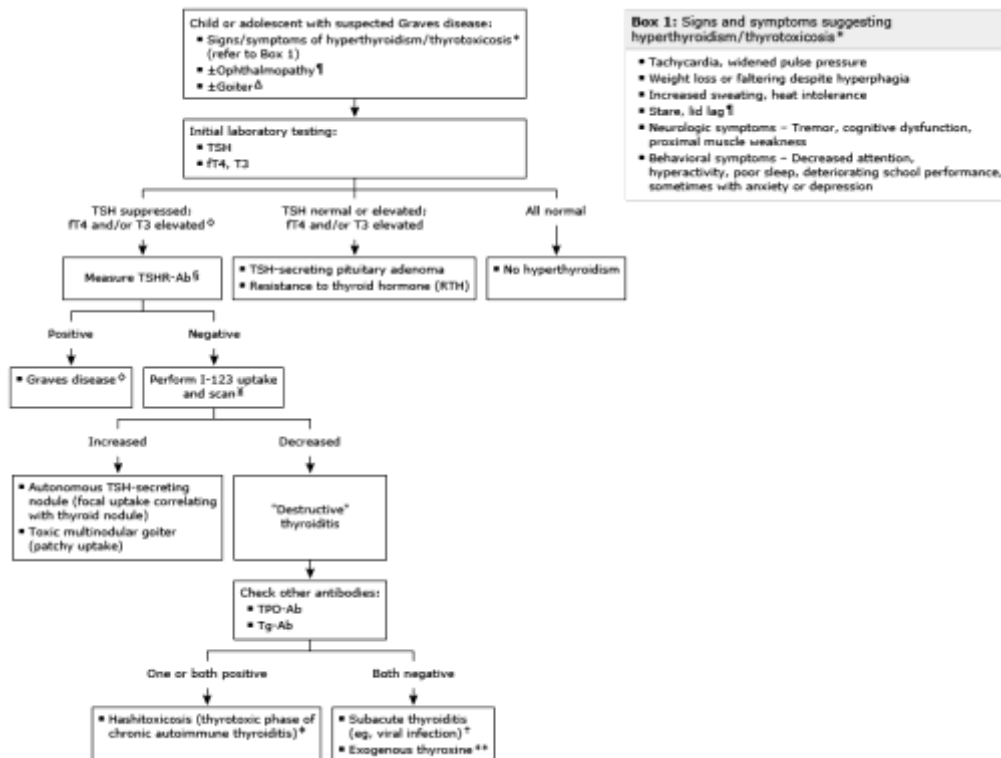 Child or adolescent with suspected Graves disease:
▪ Signs/symptoms of hyperthyroidism/thyrotoxicosis*
(refer to Box 1)
▪ ±Ophthalmopathy¶
▪ ±GoiterΔ
Box 1: Signs and symptoms suggesting
hyperthyroidism/thyrotoxicosis*
▪ Tachycardia, widened pulse pressure
▪ Weight loss or faltering despite hyperphagia
▪ Increased sweating, heat intolerance
▪ Stare, lid lag¶
▪ Neurologic symptoms – Tremor, cognitive dysfunction,
proximal muscle weakness
▪ Behavioral symptoms – Decreased attention,
hyperactivity, poor sleep, deteriorating school performance,
sometimes with anxiety or depression
Initial laboratory testing:
▪ TSH
▪ fT4, T3
TSH suppressed;
fT4 and/or T3 elevated◇
TSH normal or elevated;
fT4 and/or T3 elevated
All normal
Measure TSHR-Ab§
▪ TSH-secreting pituitary adenoma
▪ Resistance to thyroid hormone (RTH)
▪ No hyperthyroidism
Positive
Negative
▪ Graves disease◇
Perform I-123 uptake
and scan¥
Increased
Decreased
▪ Autonomous TSH-secreting
nodule (focal uptake correlating
with thyroid nodule)
▪ Toxic multinodular goiter
(patchy uptake)
"Destructive"
thyroiditis
Check other antibodies:
▪ TPO-Ab
▪ Tg-Ab
One or both positive
Both negative
▪ Hashitoxicosis (thyrotoxic phase of
chronic autoimmune thyroiditis)‡
▪ Subacute thyroiditis
(eg, viral infection)†
▪ Exogenous thyroxine**